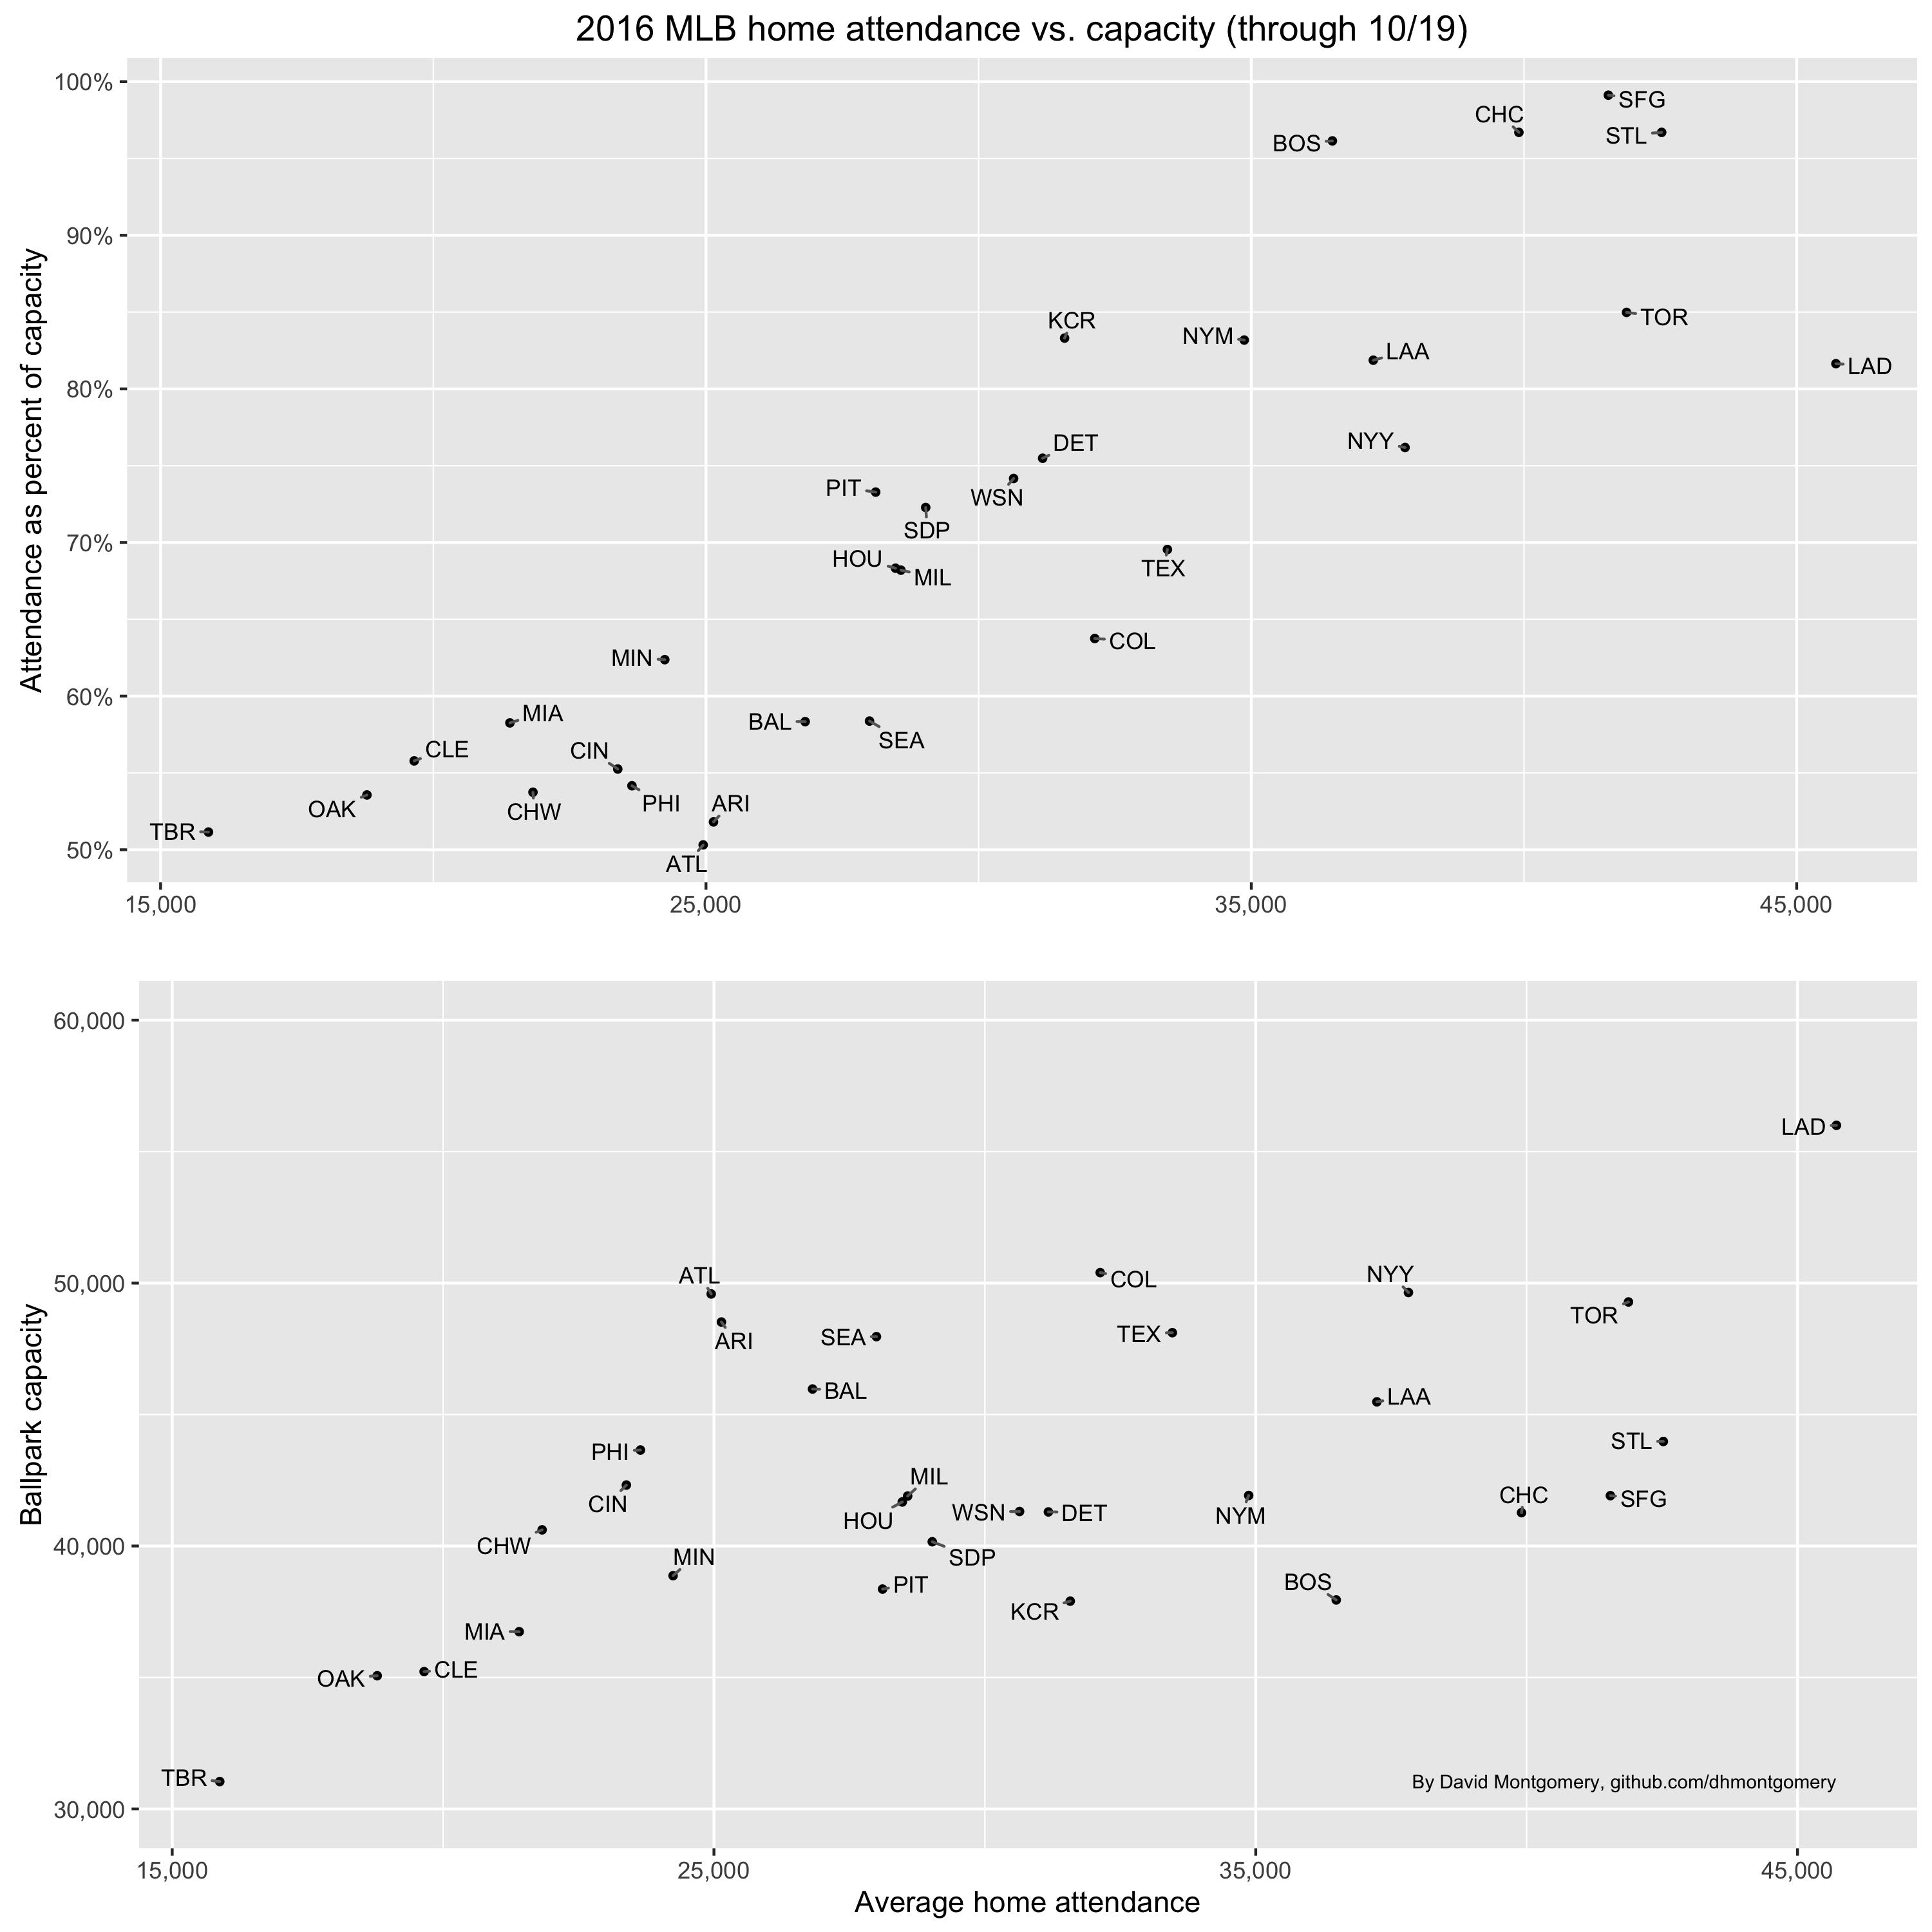 2016 MLB home attendance vs. capacity (through 10/19)
Attendance as percent of capacity
100%
90%
80%
70%
60%
50%
SFG
CHC
STL
BOS
TOR
KCR
NYM
LAA
LAD
NYY
DET
PIT
WSN
SDP
HOU
MIL
TEX
COL
MIN
MIA
BAL
SEA
CLE
CIN
OAK
CHW
PHI
ARI
TBR
ATL
15,000
25,000
35,000
45,000
Ballpark capacity
60,000
50,000
40,000
30,000
LAD
ATL
COL
NYY
TOR
ARI
SEA
TEX
BAL
LAA
PHI
STL
MIL
CIN
HOU
WSN
DET
NYM
CHC
SFG
CHW
MIN
SDP
PIT
BOS
KCR
MIA
OAK
CLE
TBR
By David Montgomery, github.com/dhmontgomery
15,000
25,000
35,000
45,000
Average home attendance